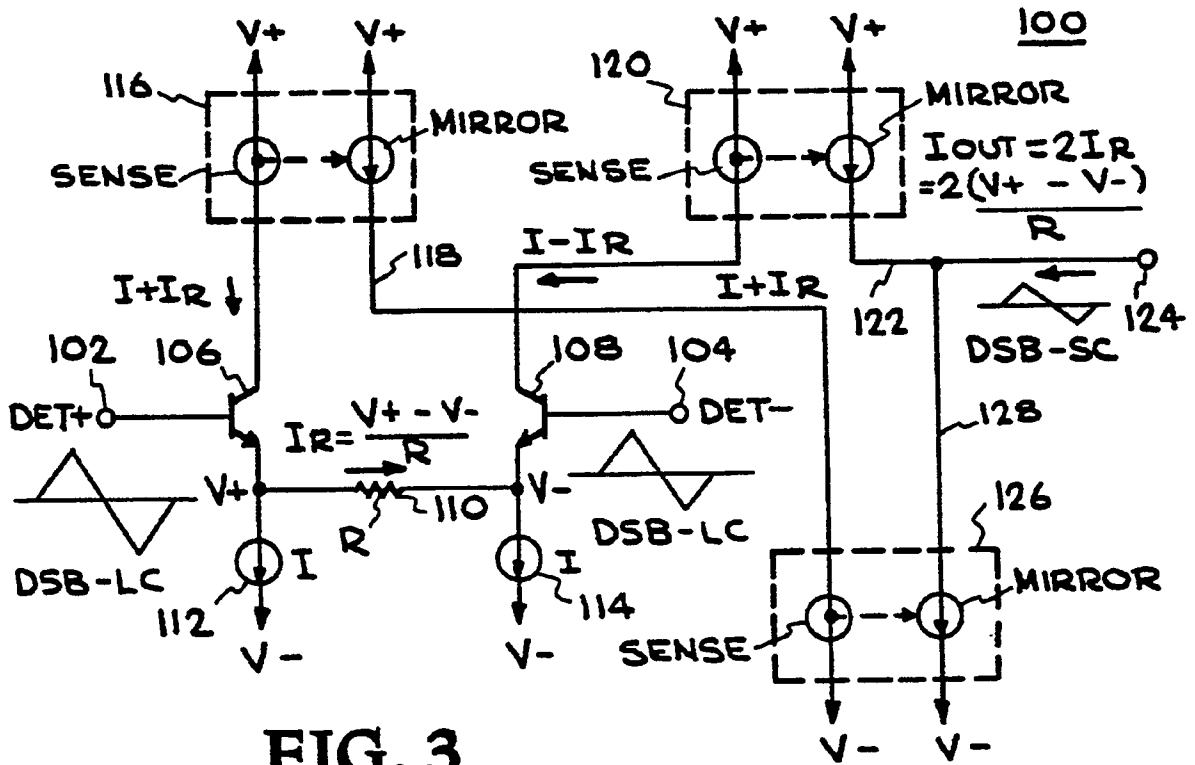 100
V+ V+ V+ V+
116
120
MIRROR
MIRROR
SENSE
SENSE
IOUT = 2IR
= 2(V+ - V-)
R
I-IR
118
I+IR
I+IR
122
124
DSB-SC
102
106
108
104
DET+
DET-
IR= V+ - V-
R
128
V+
V-
R
110
126
DSB-LC
DSB-LC
I
I
112
114
MIRROR
SENSE
V-
V-
V-
V-
FIG. 3